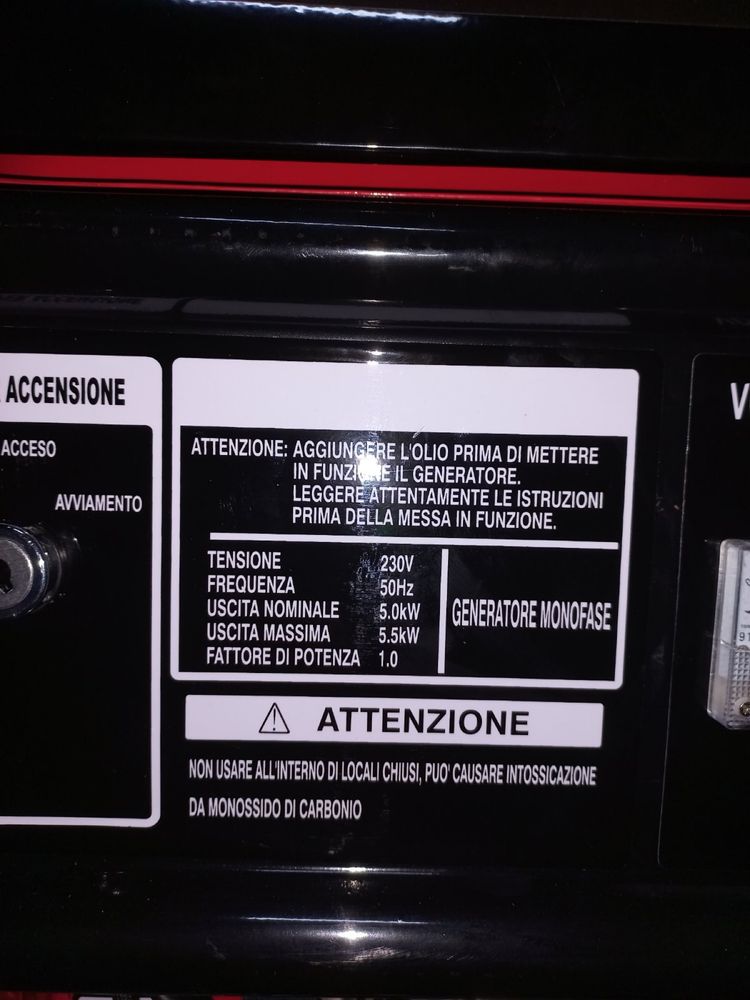 ACCENSIONE
ACCESO
AVVIAMENTO
ATTENZIONE: AGGIUNGERE L'OLIO PRIMA DI METTERE
IN FUNZIONE IL GENERATORE.
LEGGERE ATTENTAMENTE LE ISTRUZIONI
PRIMA DELLA MESSA IN FUNZIONE.
TENSIONE 230V
FREQUENZA 50Hz
USCITA NOMINALE 5.0kW
USCITA MASSIMA 5.5kW
FATTORE DI POTENZA 1.0
GENERATORE MONOFASE
ATTENZIONE
NON USARE ALL'INTERNO DI LOCALI CHIUSI, PUO' CAUSARE INTOSSICAZIONE
DA MONOSSIDO DI CARBONIO
V